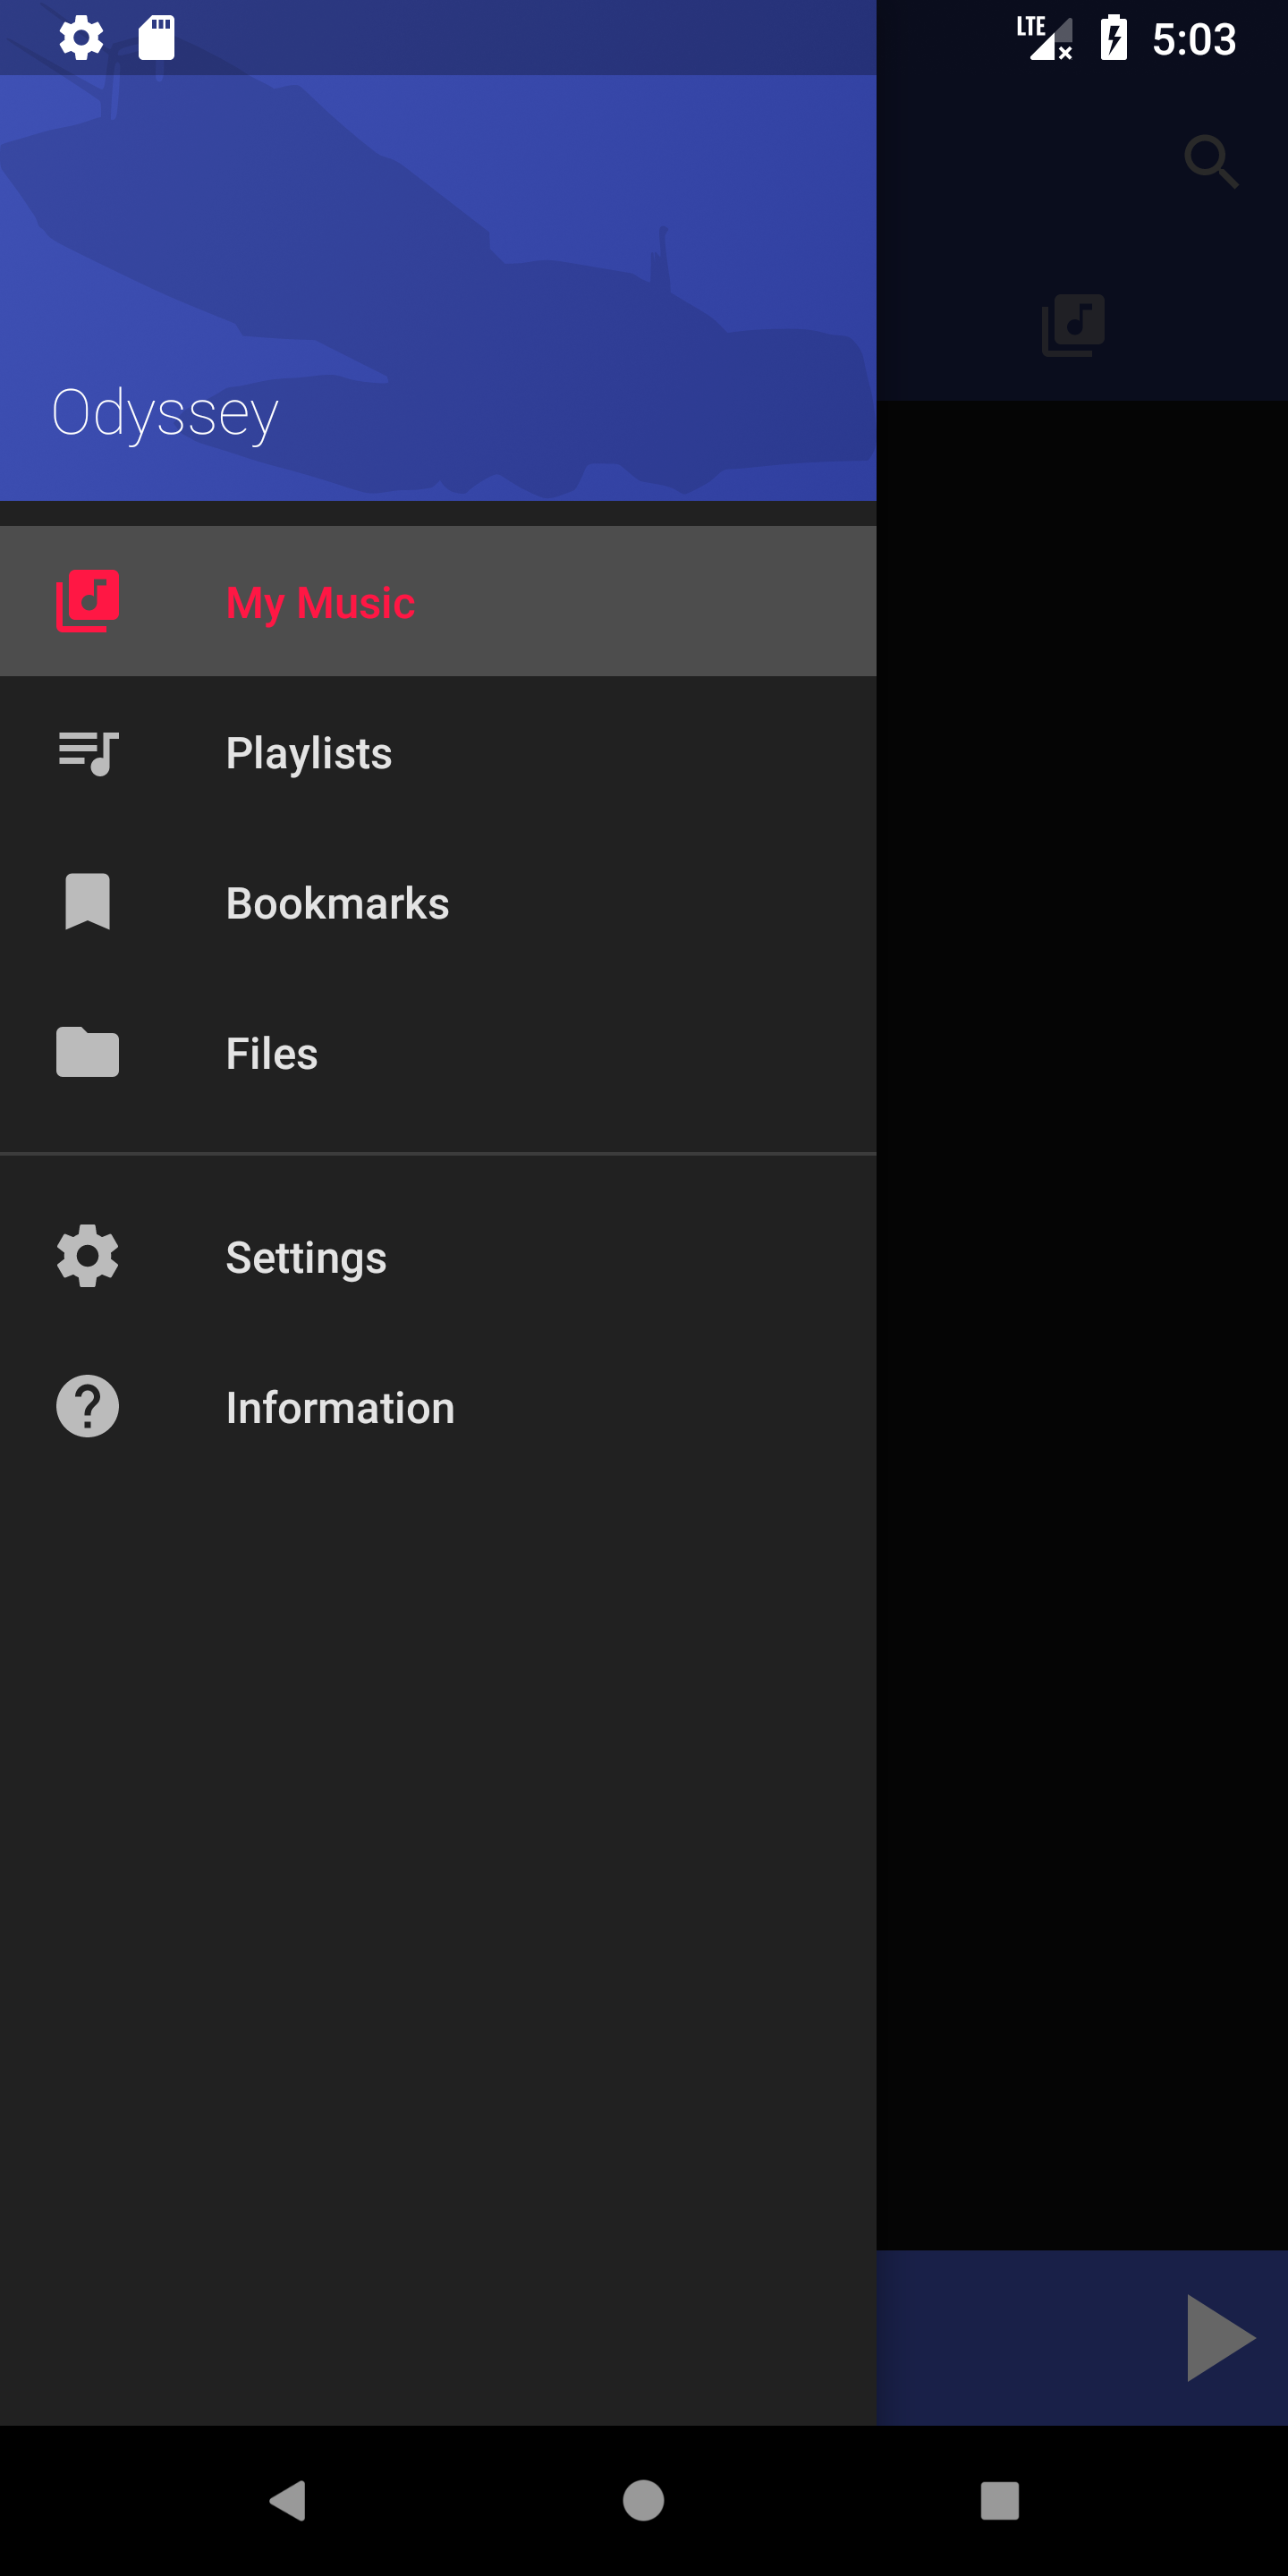 LTE 5:03
Odyssey
My Music
Playlists
Bookmarks
Files
Settings
Information